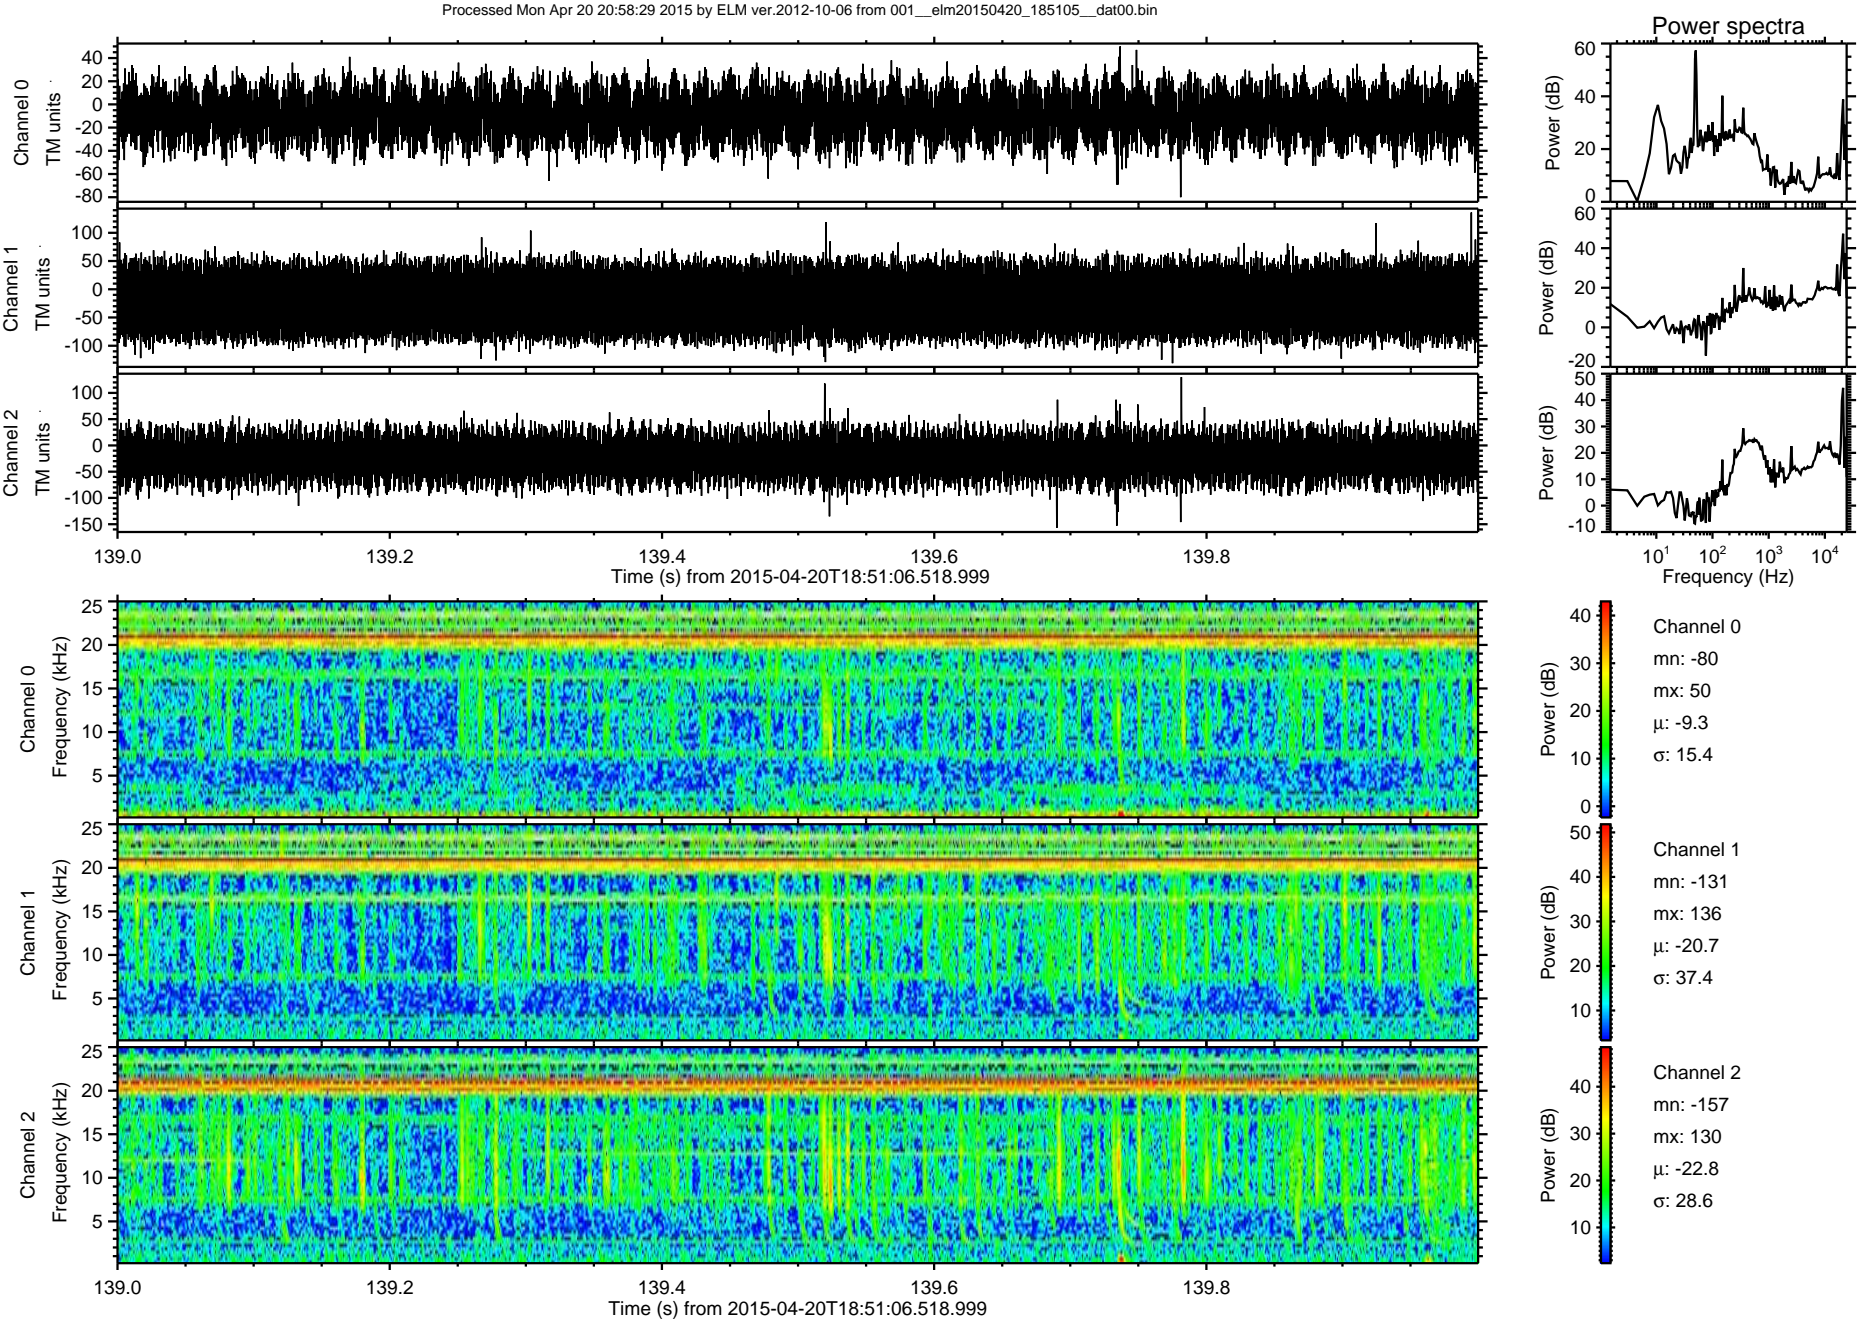 Processed Mon Apr 20 20:58:29 2015 by ELM ver.2012-10-06 from 001__elm20150420_185105__dat00.bin
Power spectra
Channel 0
TM units
40
20
0
-20
-40
-60
-80
Power (dB)
60
40
20
0
Channel 1
TM units
100
50
0
-50
-100
Power (dB)
60
40
20
0
-20
Channel 2
TM units
100
50
0
-50
-100
-150
Power (dB)
50
40
30
20
10
0
-10
139.0 139.2 139.4 139.6 139.8
Time (s) from 2015-04-20T18:51:06.518.999
10¹ 10² 10³ 10⁴
Frequency (Hz)
Channel 0
Frequency (kHz)
25
20
15
10
5
Power (dB)
40
30
20
10
0
Channel 0
mn: -80
mx: 50
µ: -9.3
σ: 15.4
Channel 1
Frequency (kHz)
25
20
15
10
5
Power (dB)
50
40
30
20
10
Channel 1
mn: -131
mx: 136
µ: -20.7
σ: 37.4
Channel 2
Frequency (kHz)
25
20
15
10
5
Power (dB)
40
30
20
10
Channel 2
mn: -157
mx: 130
µ: -22.8
σ: 28.6
139.0 139.2 139.4 139.6 139.8
Time (s) from 2015-04-20T18:51:06.518.999